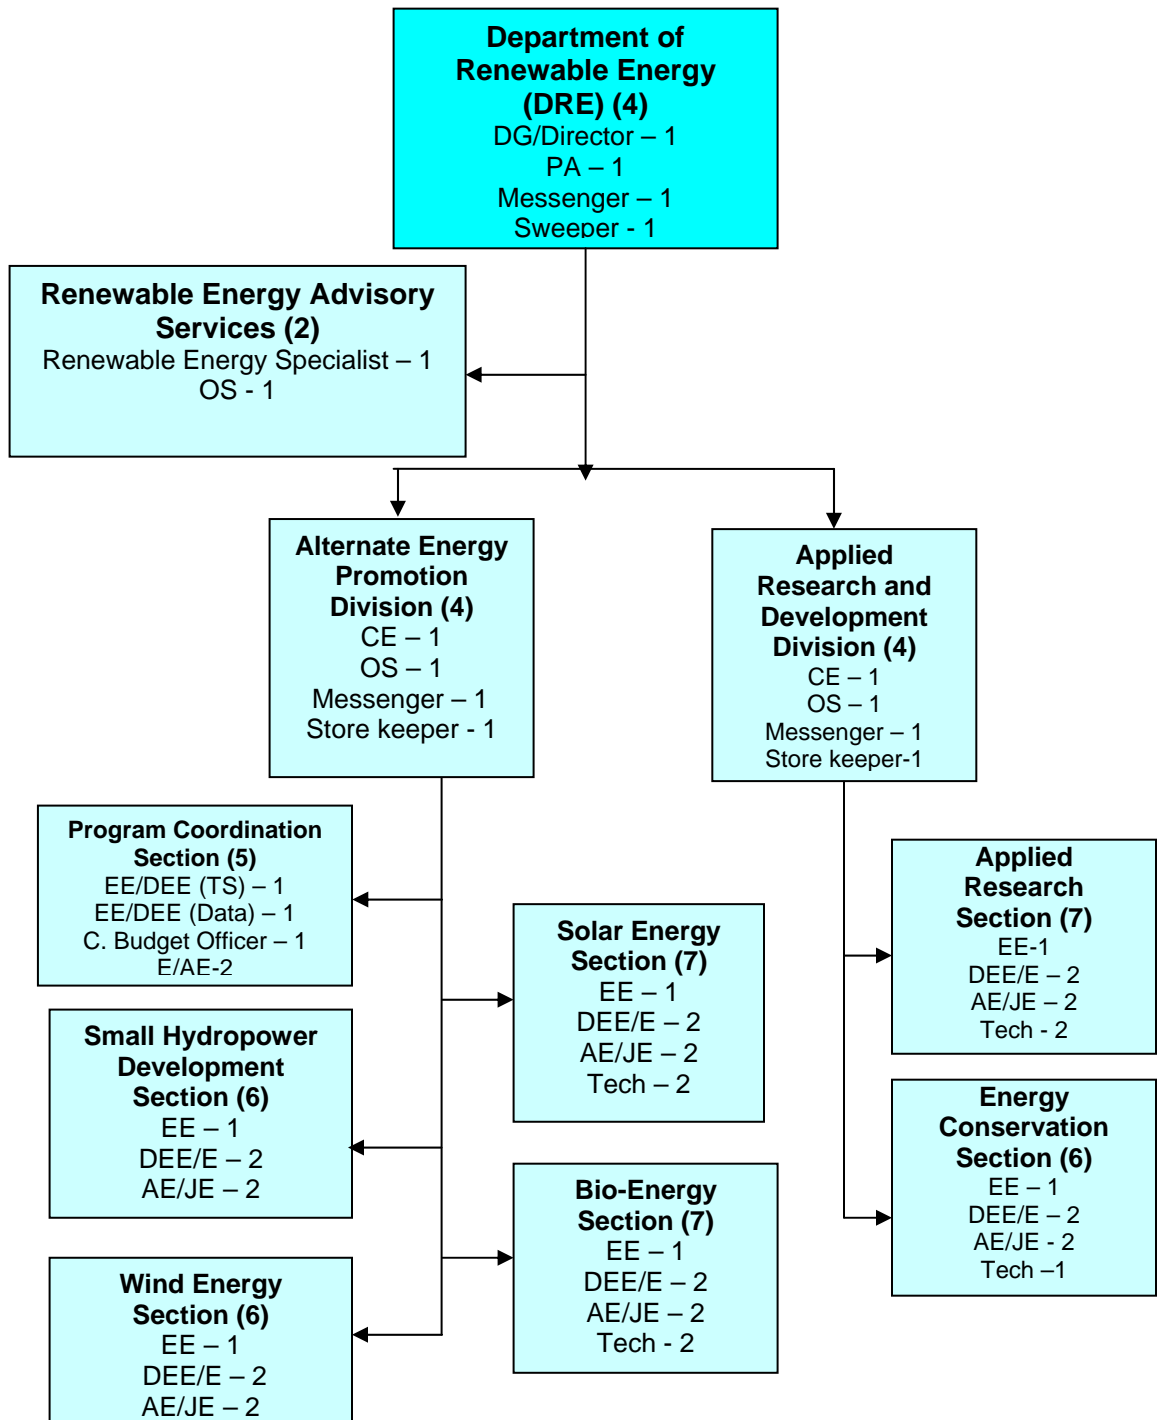 Department of
Renewable Energy
(DRE) (4)
DG/Director – 1
PA – 1
Messenger – 1
Sweeper - 1
Renewable Energy Advisory
Services (2)
Renewable Energy Specialist – 1
OS - 1
Alternate Energy
Promotion
Division (4)
CE – 1
OS – 1
Messenger – 1
Store keeper - 1
Applied
Research and
Development
Division (4)
CE – 1
OS – 1
Messenger – 1
Store keeper-1
Program Coordination
Section (5)
EE/DEE (TS) – 1
EE/DEE (Data) – 1
C. Budget Officer – 1
E/AE-2
Solar Energy
Section (7)
EE – 1
DEE/E – 2
AE/JE – 2
Tech – 2
Applied
Research
Section (7)
EE-1
DEE/E – 2
AE/JE – 2
Tech - 2
Small Hydropower
Development
Section (6)
EE – 1
DEE/E – 2
AE/JE – 2
Bio-Energy
Section (7)
EE – 1
DEE/E – 2
AE/JE – 2
Tech - 2
Energy
Conservation
Section (6)
EE – 1
DEE/E – 2
AE/JE - 2
Tech –1
Wind Energy
Section (6)
EE – 1
DEE/E – 2
AE/JE – 2